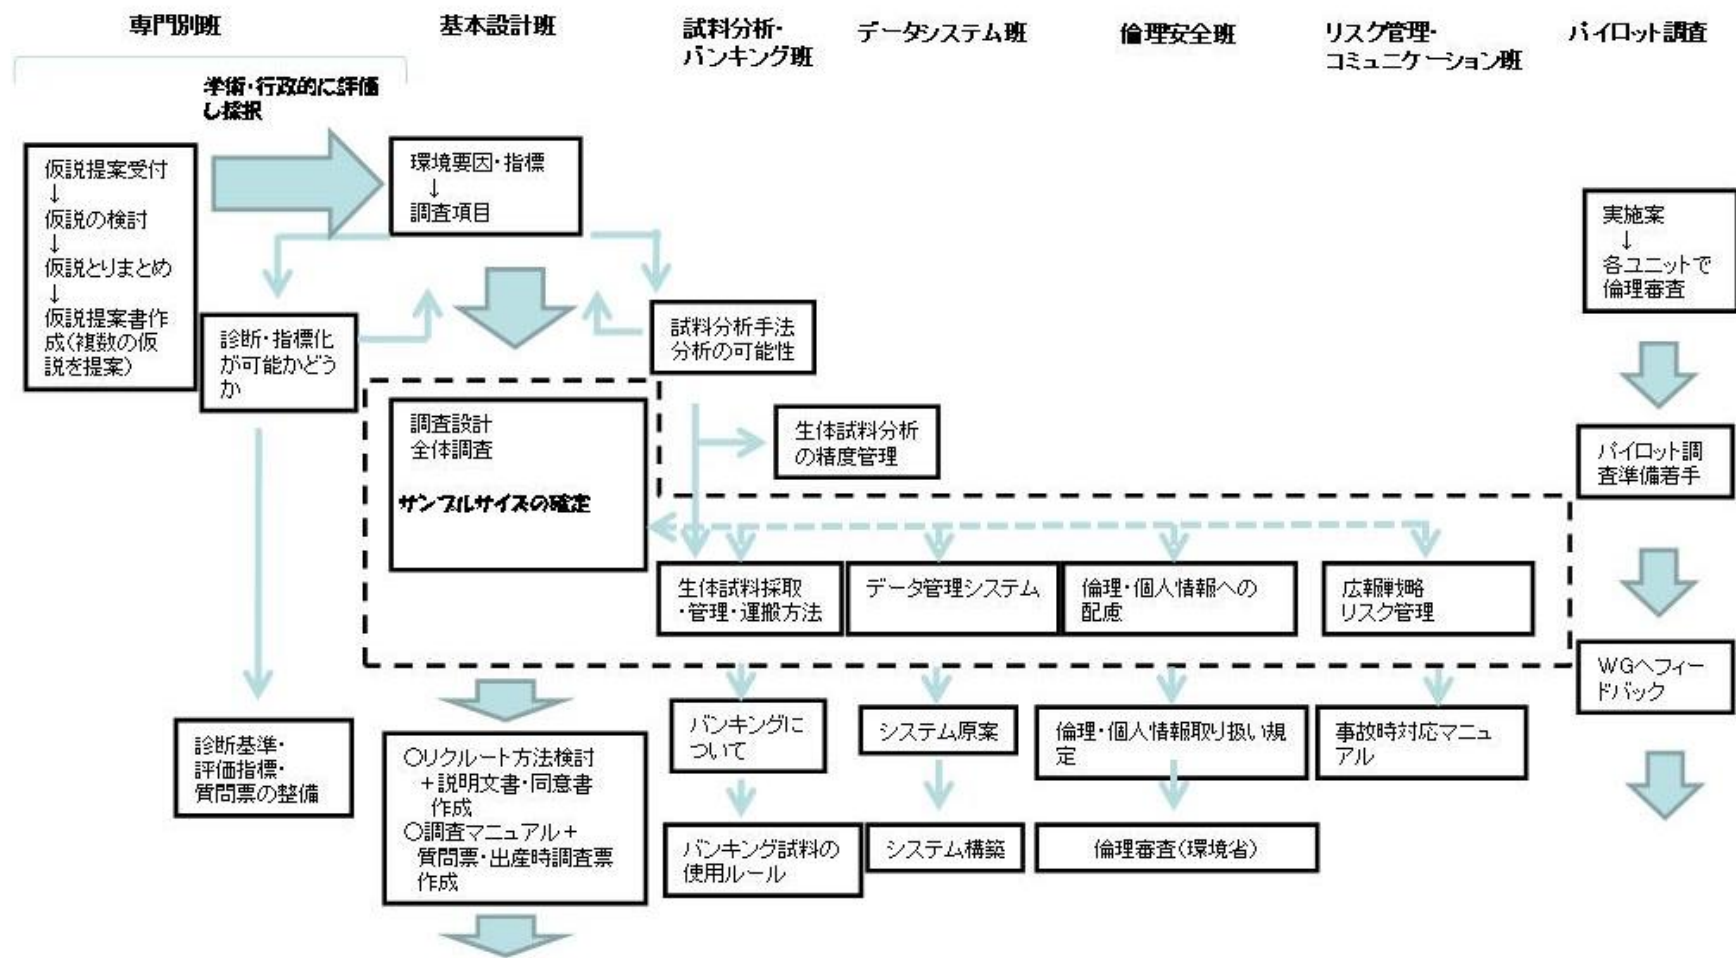 専門別班
基本設計班
試料分析・
バンキング班
データシステム班
倫理安全班
リスク管理・
コミュニケーション班
パイロット調査
学術・行政的に評価
し採択
仮説提案受付
↓
仮説の検討
↓
仮説とりまとめ
↓
仮説提案書作
成(複数の仮
説を提案)
環境要因・指標
↓
調査項目
実施案
↓
各ユニットで
倫理審査
診断・指標化
が可能かどう
か
試料分析手法
分析の可能性
調査設計
全体調査
サンプルサイズの確定
生体試料分析
の精度管理
パイロット調
査準備着手
生体試料採取
・管理・運搬方法
データ管理システム
倫理・個人情報への
配慮
広報戦略
リスク管理
WGへフィー
ドバック
診断基準・
評価指標・
質問票の整備
○リクルート方法検討
+説明文書・同意書
作成
○調査マニュアル+
質問票・出産時調査票
作成
バンキングに
ついて
システム原案
倫理・個人情報取り扱い規
定
事故時対応マニュ
アル
バンキング試料の
使用ルール
システム構築
倫理審査(環境省)